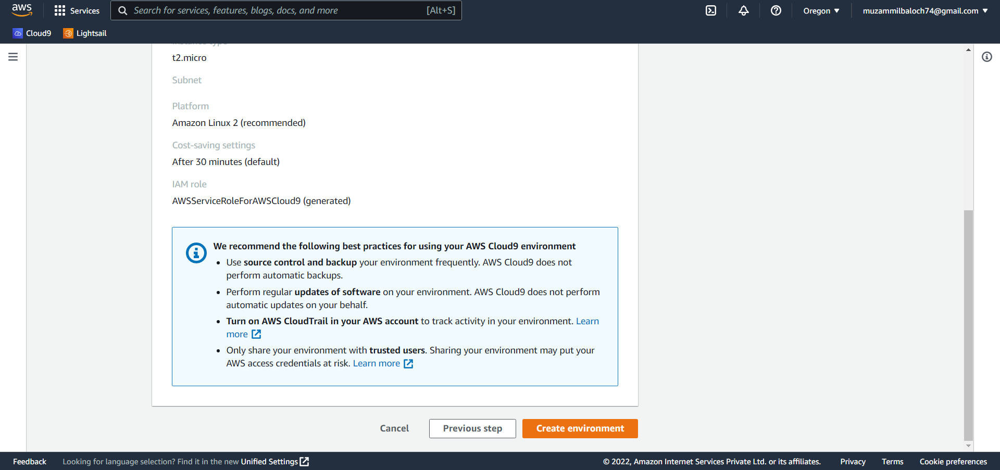 aws
Services
Search for services, features, blogs, docs, and more
[Alt+S]
Oregon ▼
muzammilbaloch74@gmail.com ▼
Cloud9
Lightsail
t2.micro
Subnet
Platform
Amazon Linux 2 (recommended)
Cost-saving settings
After 30 minutes (default)
IAM role
AWSServiceRoleForAWSCloud9 (generated)
We recommend the following best practices for using your AWS Cloud9 environment
• Use source control and backup your environment frequently. AWS Cloud9 does not
perform automatic backups.
• Perform regular updates of software on your environment. AWS Cloud9 does not perform
automatic updates on your behalf.
• Turn on AWS CloudTrail in your AWS account to track activity in your environment. Learn
more
• Only share your environment with trusted users. Sharing your environment may put your
AWS access credentials at risk. Learn more
Cancel
Previous step
Create environment
Feedback
Looking for language selection? Find it in the new Unified Settings
© 2022, Amazon Internet Services Private Ltd. or its affiliates.
Privacy
Terms
Cookie preferences